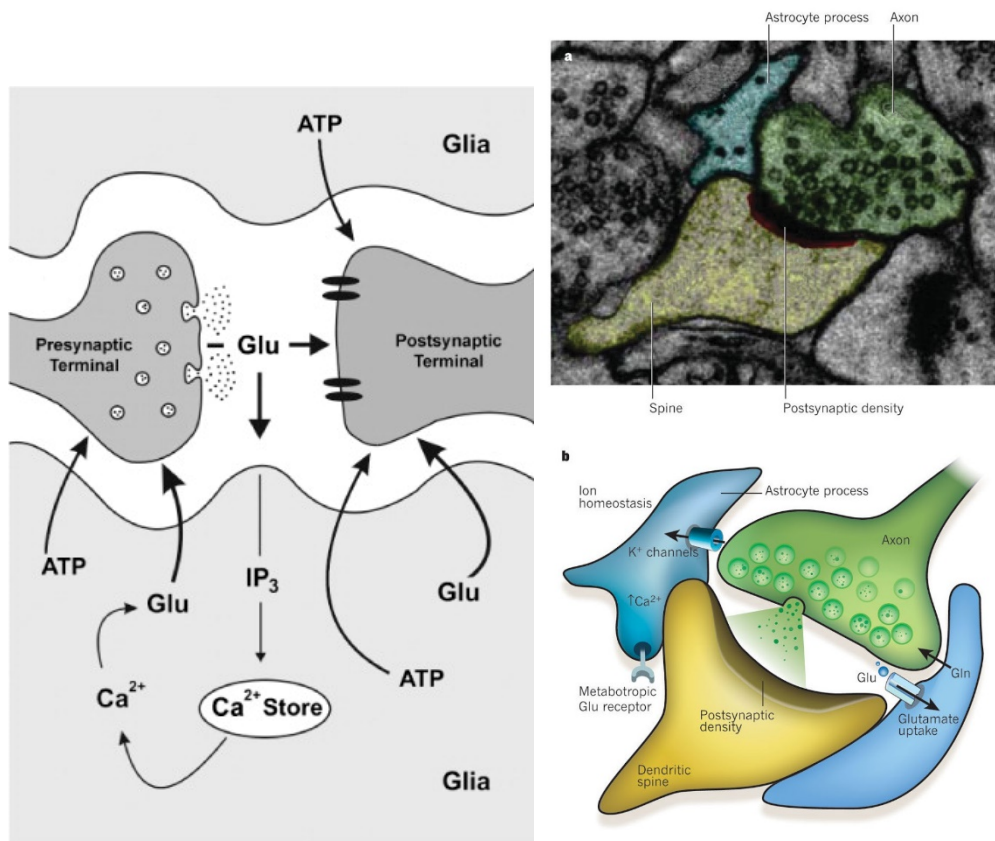 ATP
Glia
Presynaptic
Terminal
Glu
Postsynaptic
Terminal
ATP
Glu
IP₃
Glu
ATP
Ca²⁺
Ca²⁺ Store
Glia
Astrocyte process
Axon
a
Spine
Postsynaptic density
b
Ion
homeostasis
Astrocyte process
K⁺ channels
Axon
↑Ca²⁺
Metabotropic
Glu receptor
Postsynaptic
density
Dendritic
spine
Glu
Gln
Glutamate
uptake